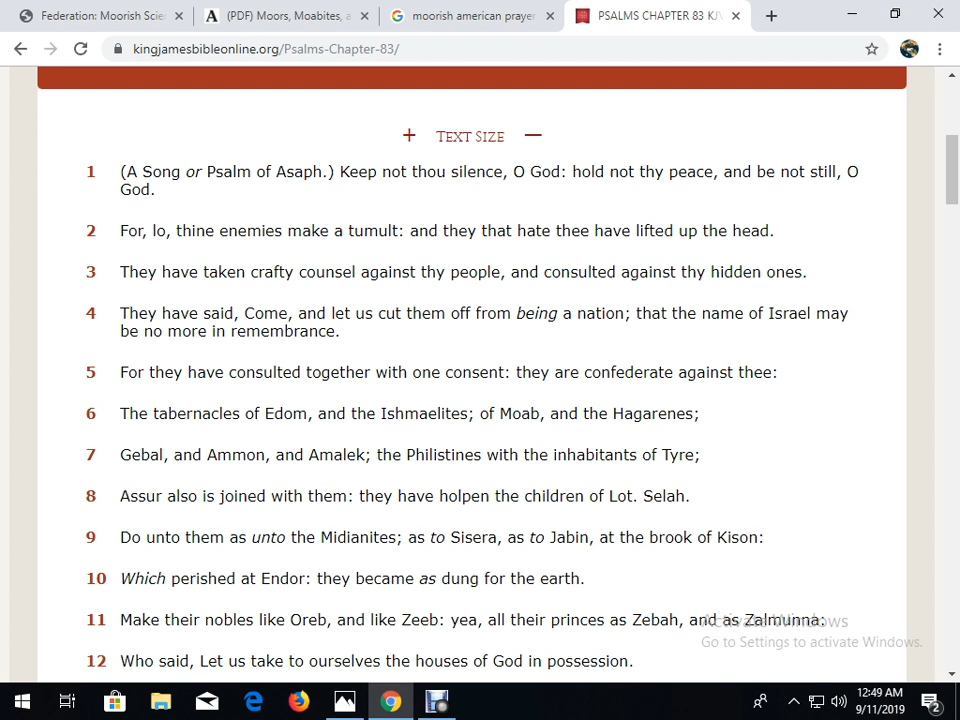 Federation: Moorish Scie
(PDF) Moors, Moabites, a
moorish american prayer
PSALMS CHAPTER 83 KJV
kingjamesbibleonline.org/Psalms-Chapter-83/
+ TEXT SIZE —
1 (A Song or Psalm of Asaph.) Keep not thou silence, O God: hold not thy peace, and be not still, O
God.
2 For, lo, thine enemies make a tumult: and they that hate thee have lifted up the head.
3 They have taken crafty counsel against thy people, and consulted against thy hidden ones.
4 They have said, Come, and let us cut them off from being a nation; that the name of Israel may
be no more in remembrance.
5 For they have consulted together with one consent: they are confederate against thee:
6 The tabernacles of Edom, and the Ishmaelites; of Moab, and the Hagarenes;
7 Gebal, and Ammon, and Amalek; the Philistines with the inhabitants of Tyre;
8 Assur also is joined with them: they have holpen the children of Lot. Selah.
9 Do unto them as unto the Midianites; as to Sisera, as to Jabin, at the brook of Kison:
10 Which perished at Endor: they became as dung for the earth.
11 Make their nobles like Oreb, and like Zeeb: yea, all their princes as Zebah, and as Zalmunna:
Activate Windows
Go to Settings to activate Windows.
12 Who said, Let us take to ourselves the houses of God in possession.
12:49 AM
9/11/2019
2